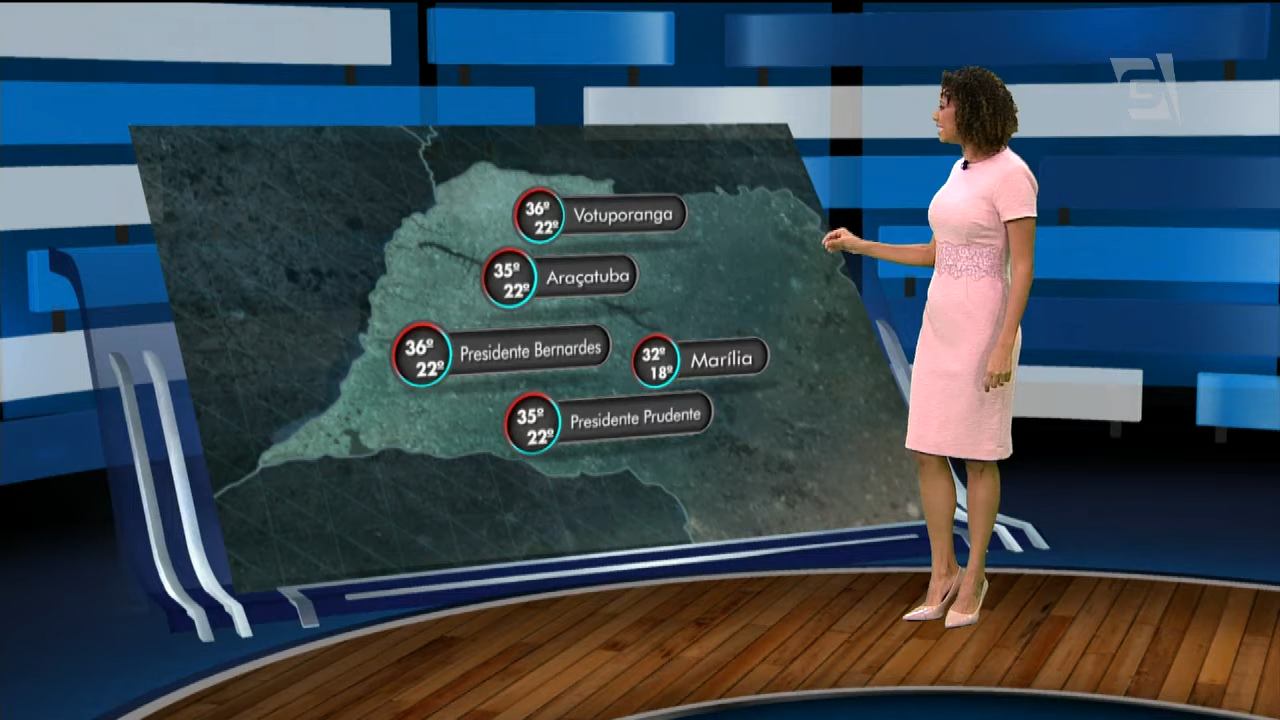 36º
22º
Votuporanga
35º
22º
Araçatuba
36º
22º
Presidente Bernardes
32º
18º
Marília
35º
22º
Presidente Prudente